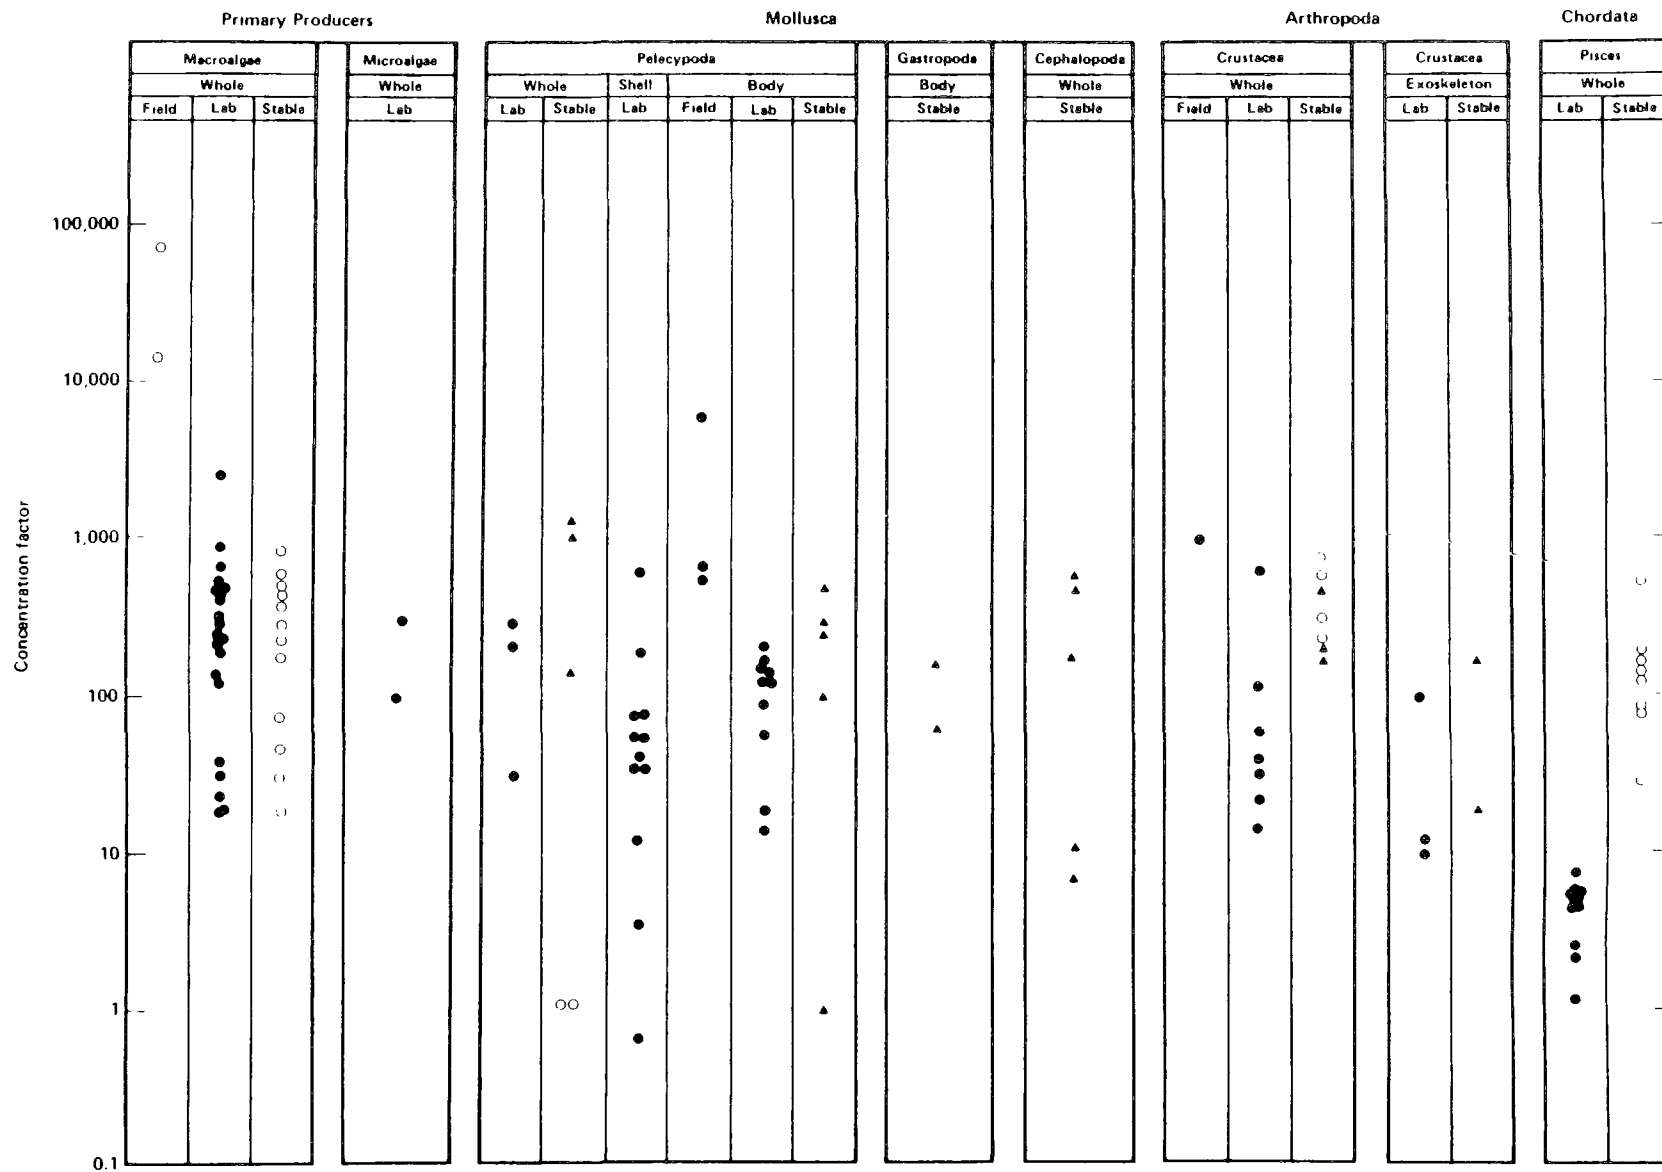 Primary Producers Mollusca Arthropoda Chordata
Macroalgae Microalgae Pelecypoda Gastropoda Cephalopoda Crustacea Crustacea Pisces
Whole Whole Whole Shell Body Body Whole Whole Exoskeleton Whole
Field Lab Stable Lab Lab Stable Lab Field Lab Stable Stable Stable Field Lab Stable Lab Stable Lab Stable
100,000
10,000
1,000
Concentration factor
100
10
1
0.1